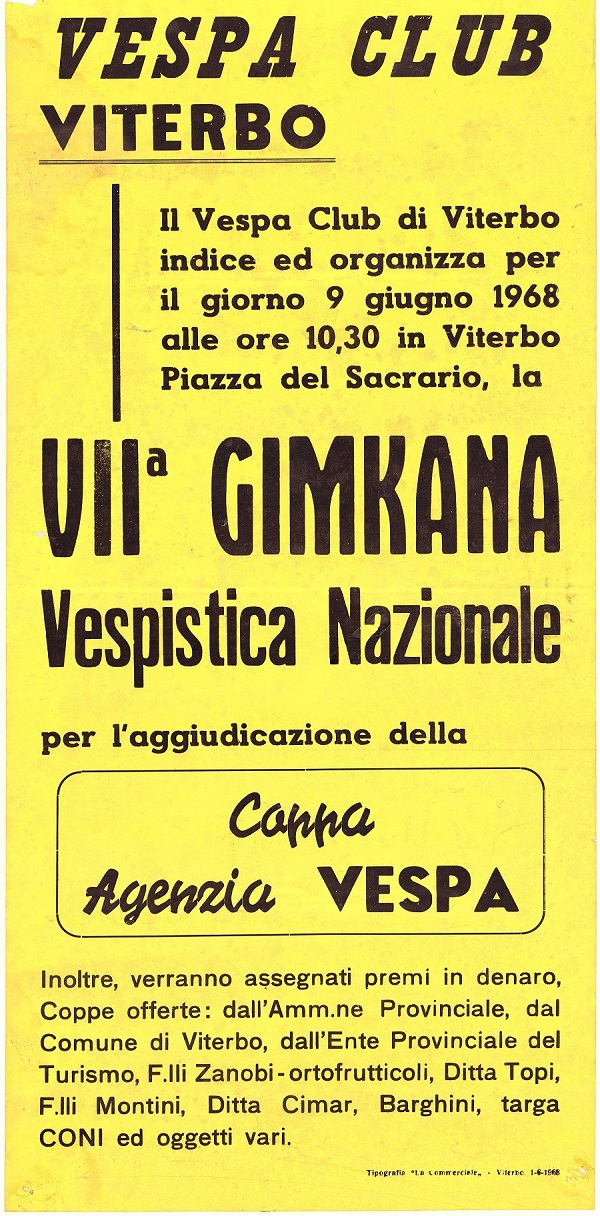 VESPA CLUB
VITERBO
Il Vespa Club di Viterbo
indice ed organizza per
il giorno 9 giugno 1968
alle ore 10,30 in Viterbo
Piazza del Sacrario, la
VIIª GIMKANA
Vespistica Nazionale
per l'aggiudicazione della
Coppa
Agenzia VESPA
Inoltre, verranno assegnati premi in denaro,
Coppe offerte: dall'Amm.ne Provinciale, dal
Comune di Viterbo, dall'Ente Provinciale del
Turismo, F.lli Zanobi-ortofrutticoli, Ditta Topi,
F.lli Montini, Ditta Cimar, Barghini, targa
CONI ed oggetti vari.
Tipografia "La Commerciale„ - Viterbo 1-6-1968